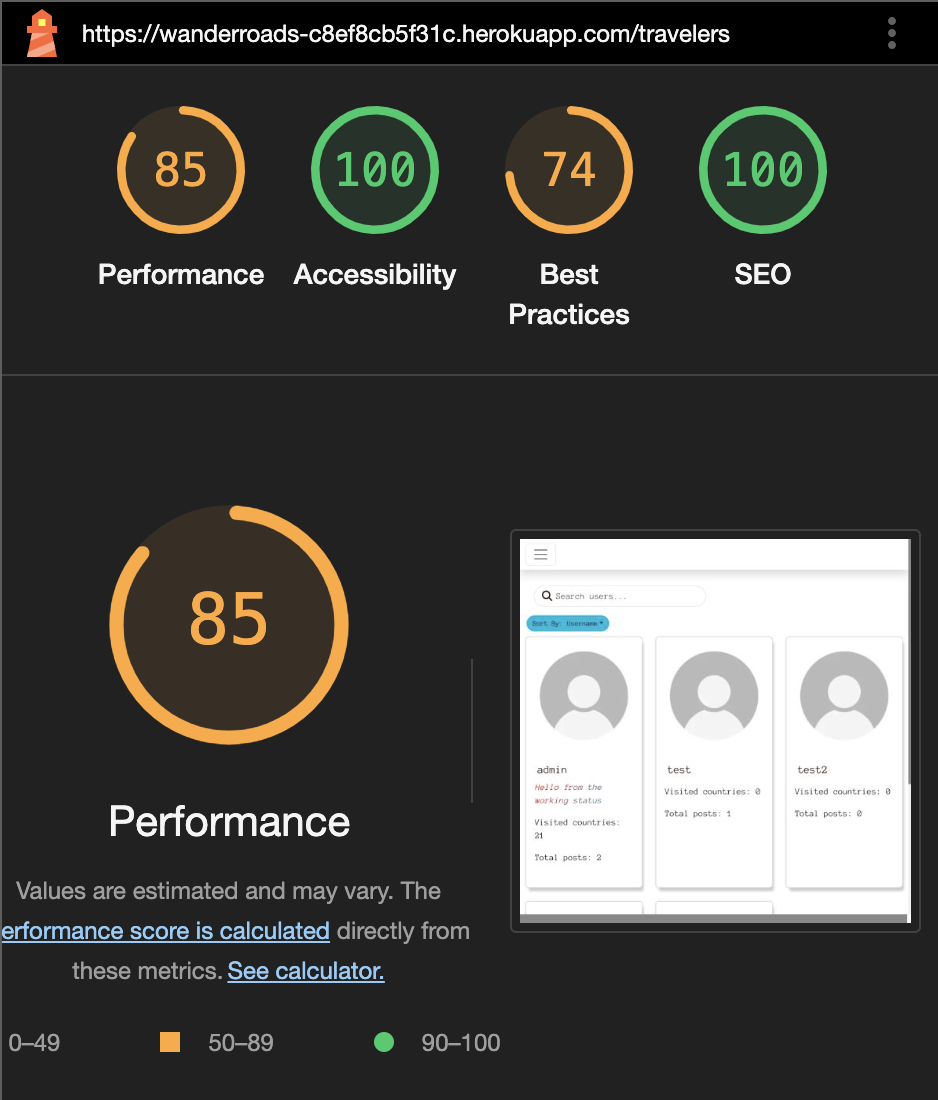 https://wanderroads-c8ef8cb5f31c.herokuapp.com/travelers
85
100
74
100
Performance
Accessibility
Best
Practices
SEO
85
Performance
Values are estimated and may vary. The
erformance score is calculated directly from
these metrics. See calculator.
0–49
50–89
90–100
Search users...
Sort By: Username
admin
Hello from the
working status
Visited countries:
21
Total posts: 2
test
Visited countries: 0
Total posts: 1
test2
Visited countries: 0
Total posts: 0